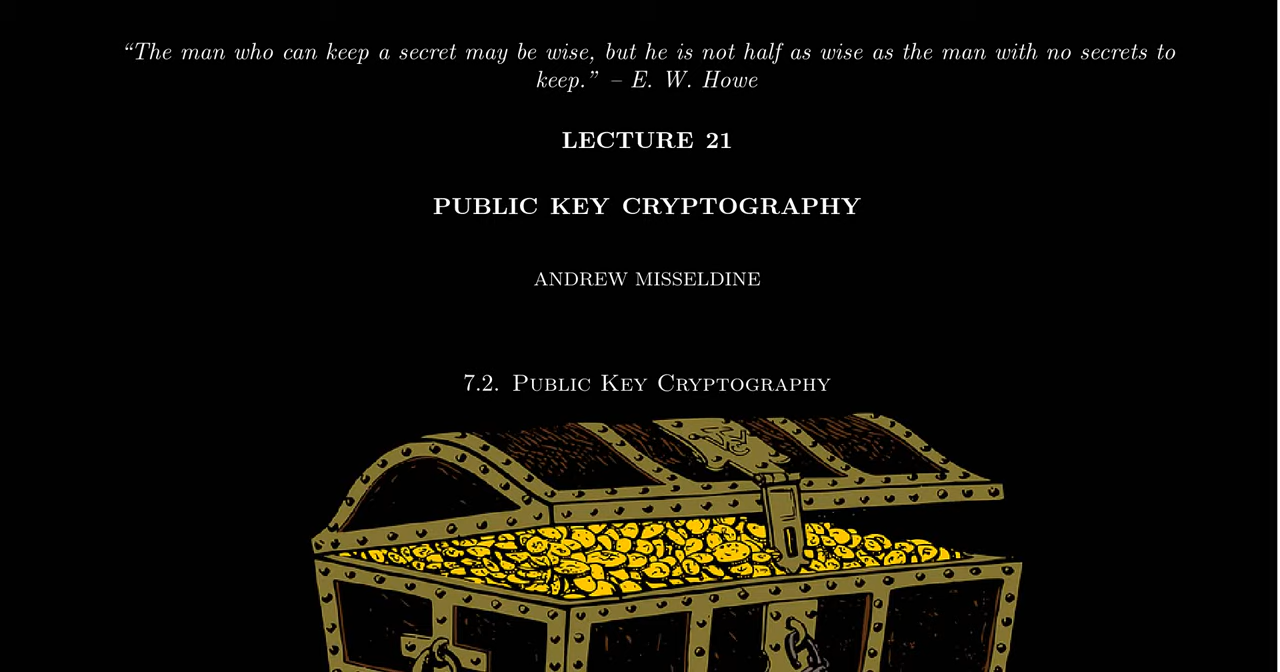 “The man who can keep a secret may be wise, but he is not half as wise as the man with no secrets to
keep.” – E. W. Howe
LECTURE 21
PUBLIC KEY CRYPTOGRAPHY
ANDREW MISSELDINE
7.2. Public Key Cryptography